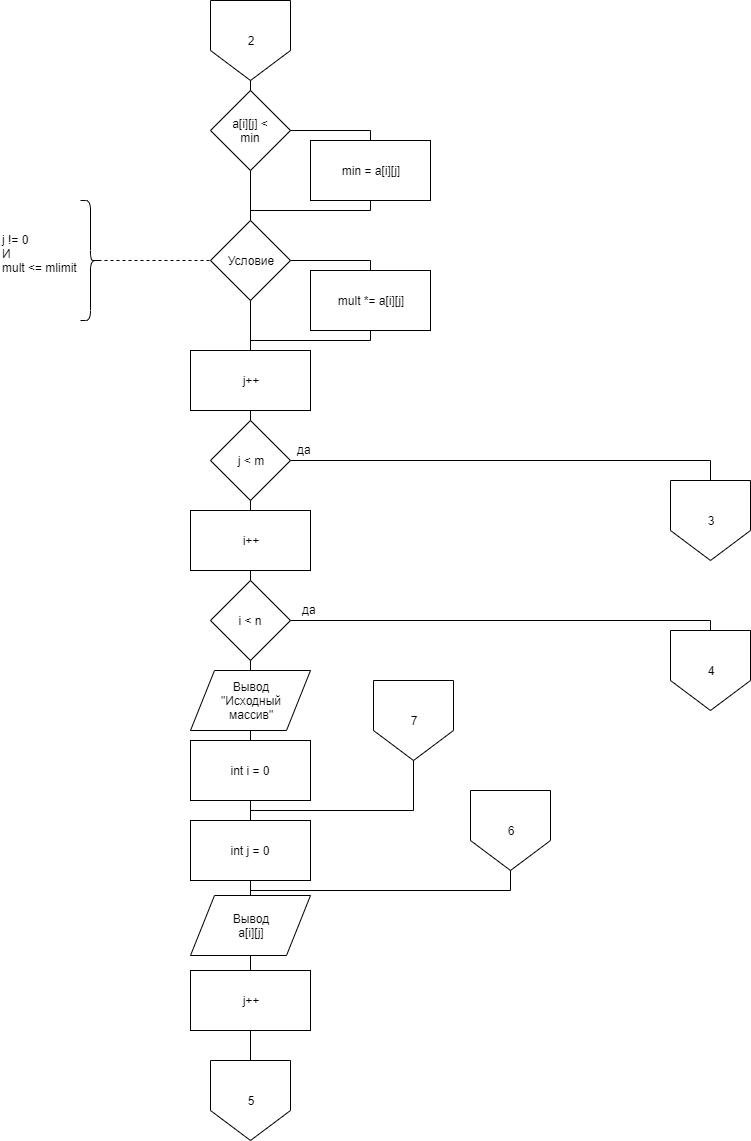 2
a[i][j] <
min
min = a[i][j]
j != 0
И
mult <= mlimit
Условие
mult *= a[i][j]
j++
j < m
да
3
i++
i < n
да
4
Вывод
"Исходный
массив"
7
int i = 0
6
int j = 0
Вывод
a[i][j]
j++
5